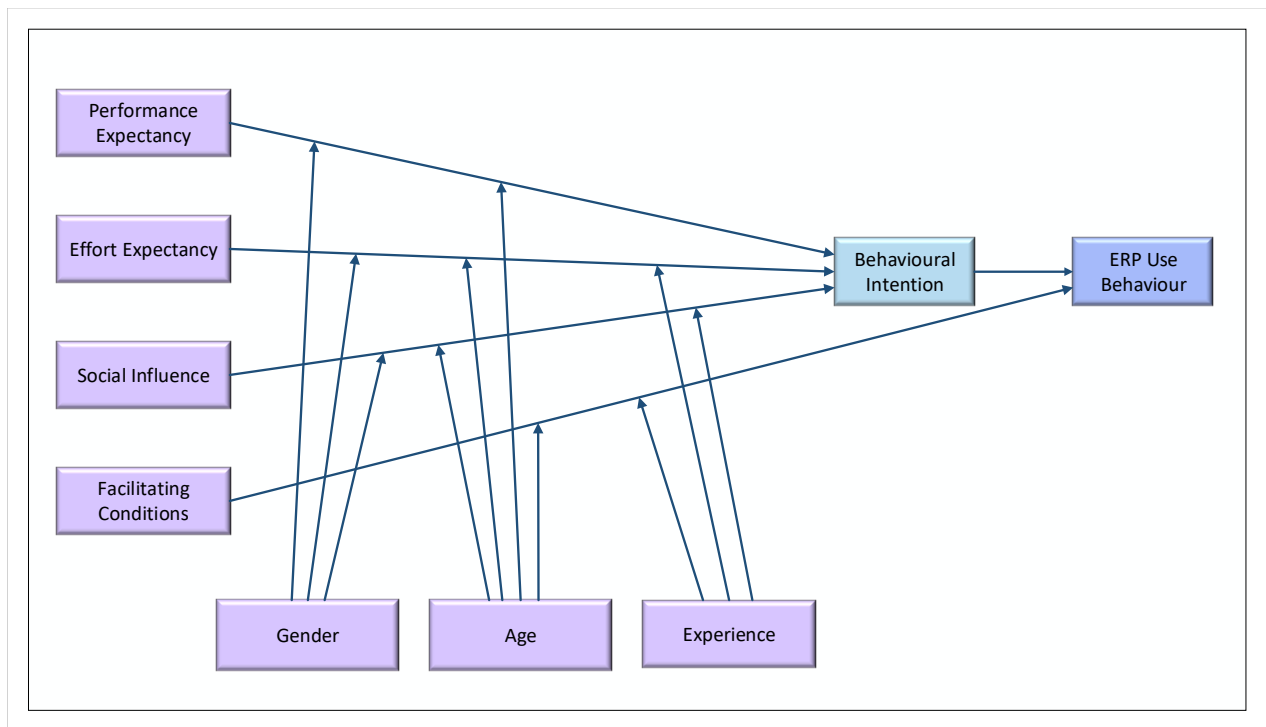 Performance
Expectancy
Effort Expectancy
Behavioural
Intention
ERP Use
Behaviour
Social Influence
Facilitating
Conditions
Gender
Age
Experience